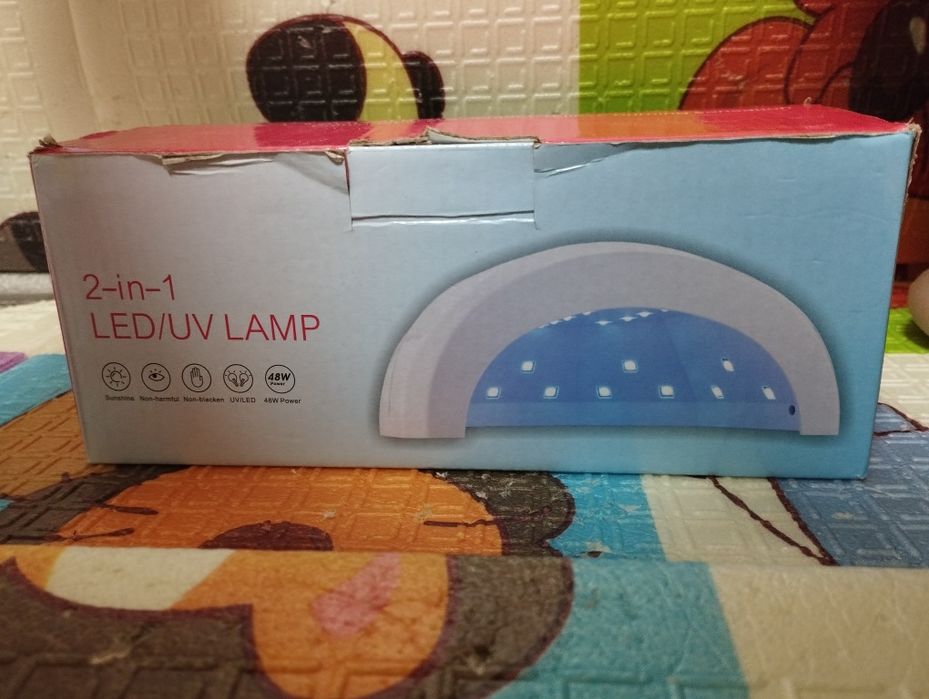 2-in-1
LED/UV LAMP
48W
Power
Sunshine Non-harmful Non-blacken UV/LED 48W Power